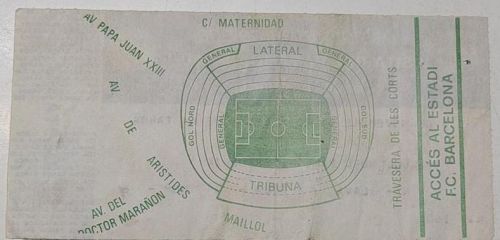 C/ MATERNIDAD
AV PAPA JUAN XXIII
AV DE ARISTIDES
AV. DEL
DOCTOR MARAÑON
MAILLOL
TRAVESERA DE LES CORTS
GENERAL
LATERAL
GENERAL
GOL NORD
GENERAL
GOL SUD
TRIBUNA
ACCÉS AL ESTADI
F.C. BARCELONA